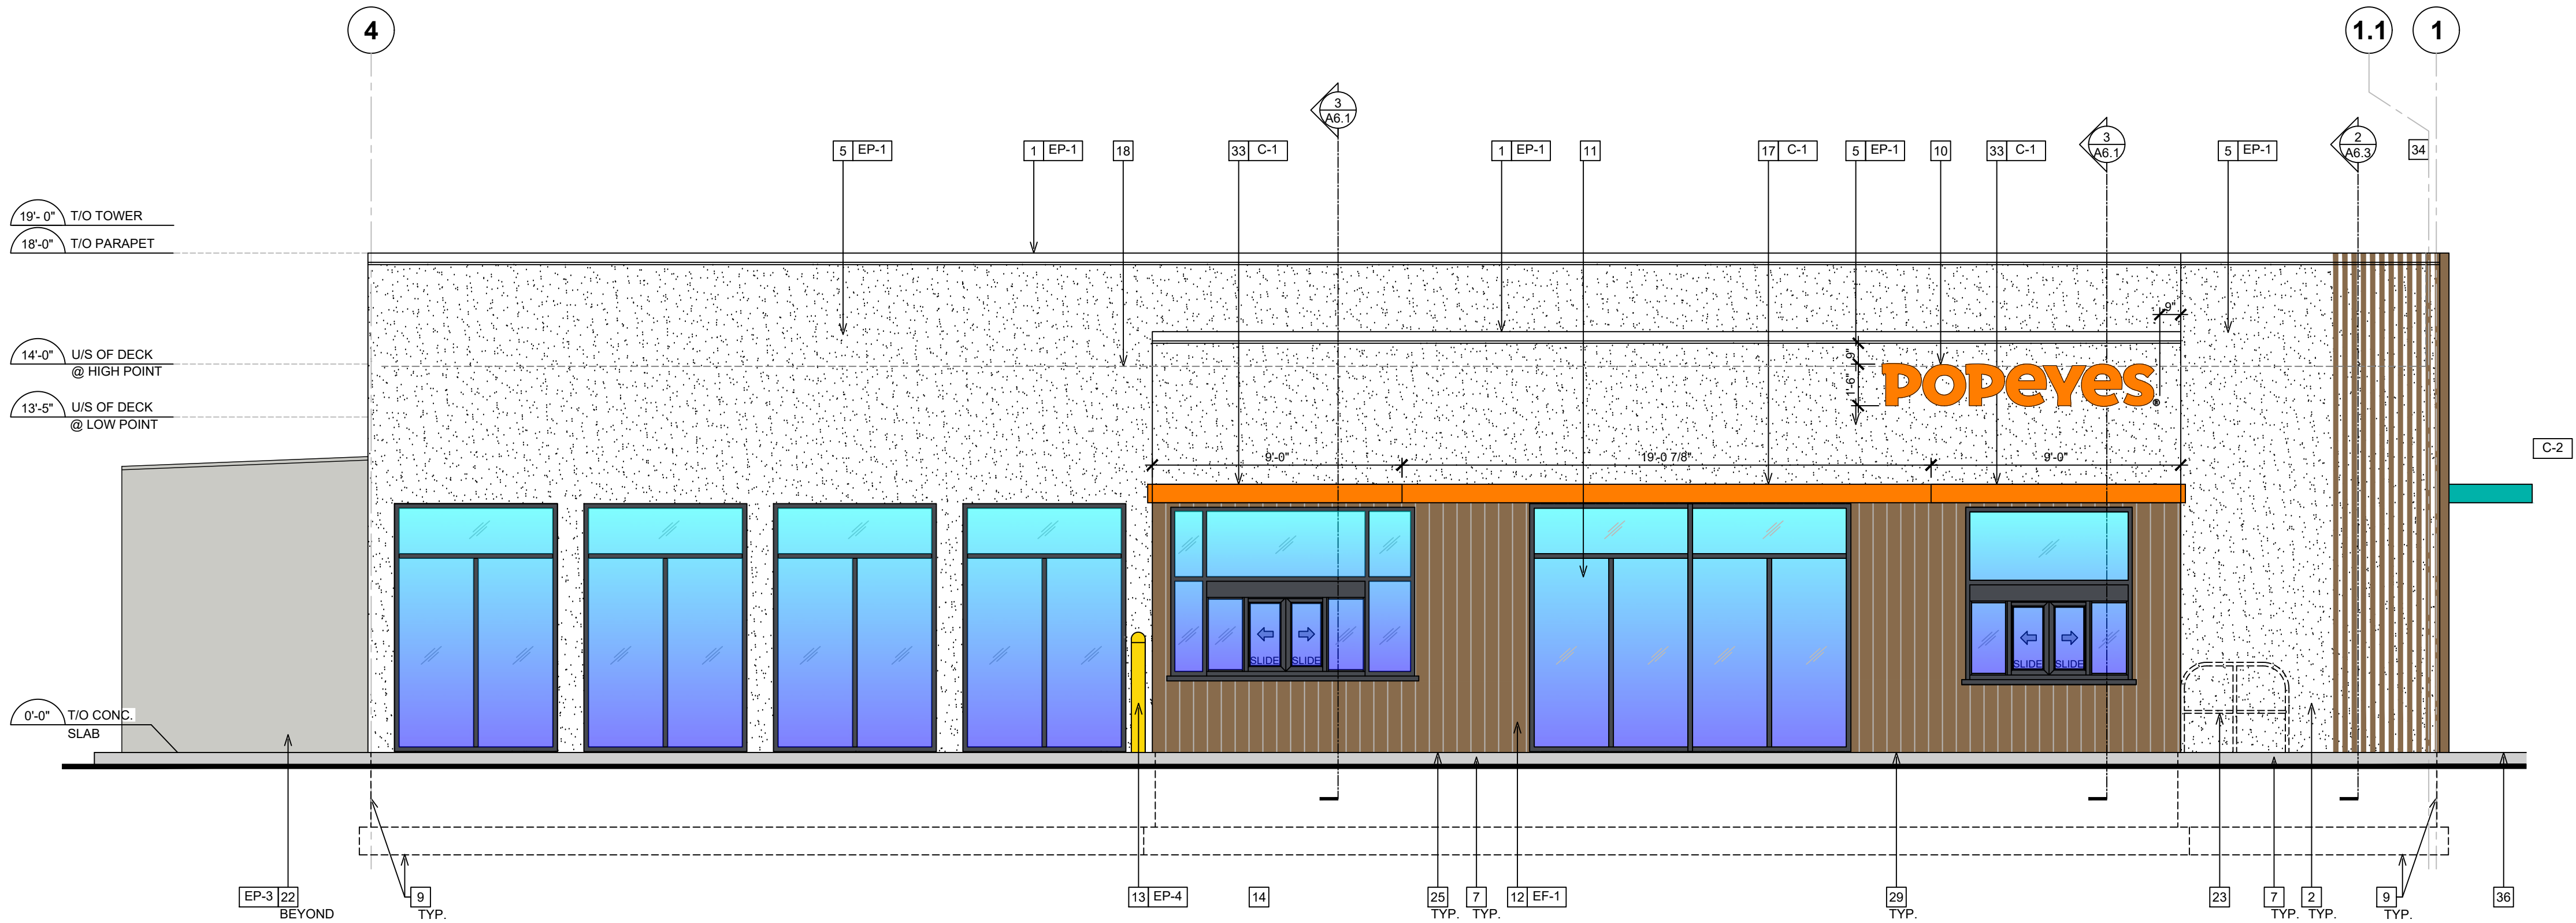 4
1.1
1
3
A6.1
3
A6.1
2
A6.3
5 EP-1
1 EP-1
18
33 C-1
1 EP-1
11
17 C-1
5 EP-1
10
33 C-1
5 EP-1
34
19'- 0" T/O TOWER
18'-0" T/O PARAPET
14'-0" U/S OF DECK
@ HIGH POINT
13'-5" U/S OF DECK
@ LOW POINT
0'-0" T/O CONC.
SLAB
9"
9"
1'-6"
POPEYES®
9'-0"
19'-0 7/8"
9'-0"
C-2
SLIDE SLIDE
SLIDE SLIDE
EP-3 22
BEYOND
9
TYP.
13 EP-4
14
25
TYP.
7
TYP.
12 EF-1
29
TYP.
23
7
TYP.
2
TYP.
9
TYP.
36